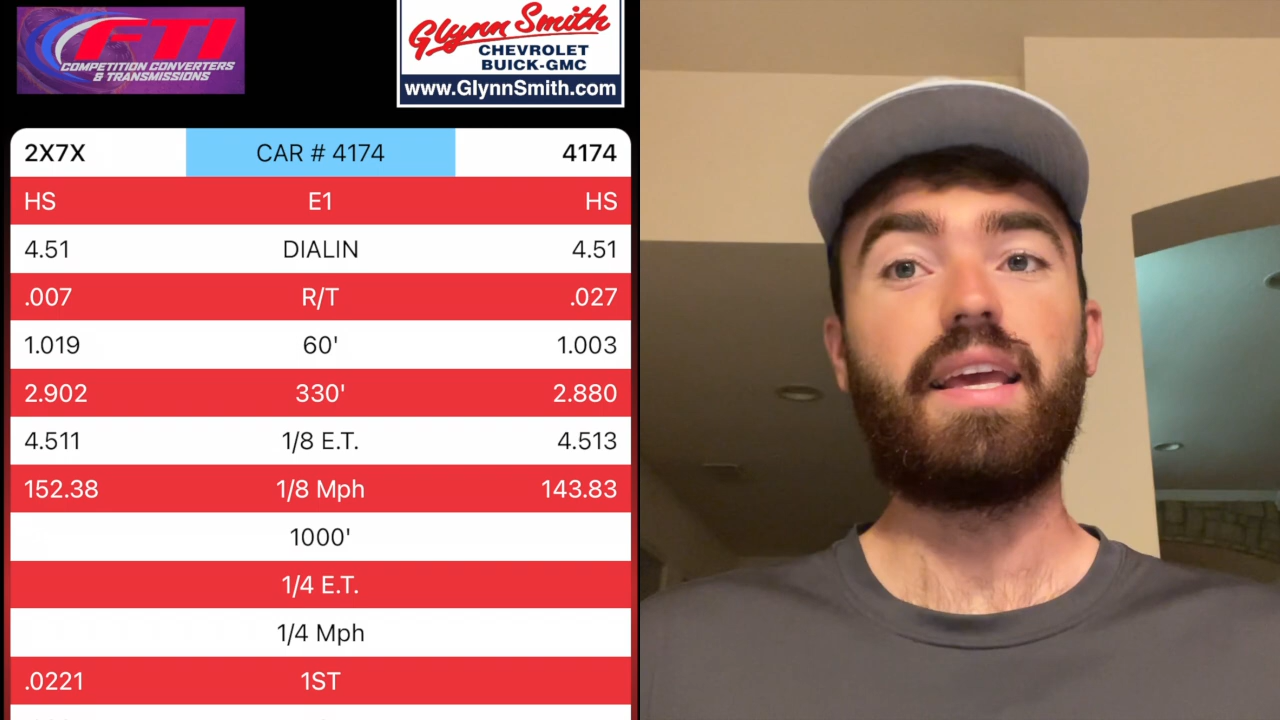 FTI
COMPETITION CONVERTERS
& TRANSMISSIONS
Glynn Smith
CHEVROLET
BUICK-GMC
www.GlynnSmith.com
2X7X CAR # 4174 4174
HS E1 HS
4.51 DIALIN 4.51
.007 R/T .027
1.019 60' 1.003
2.902 330' 2.880
4.511 1/8 E.T. 4.513
152.38 1/8 Mph 143.83
1000'
1/4 E.T.
1/4 Mph
.0221 1ST